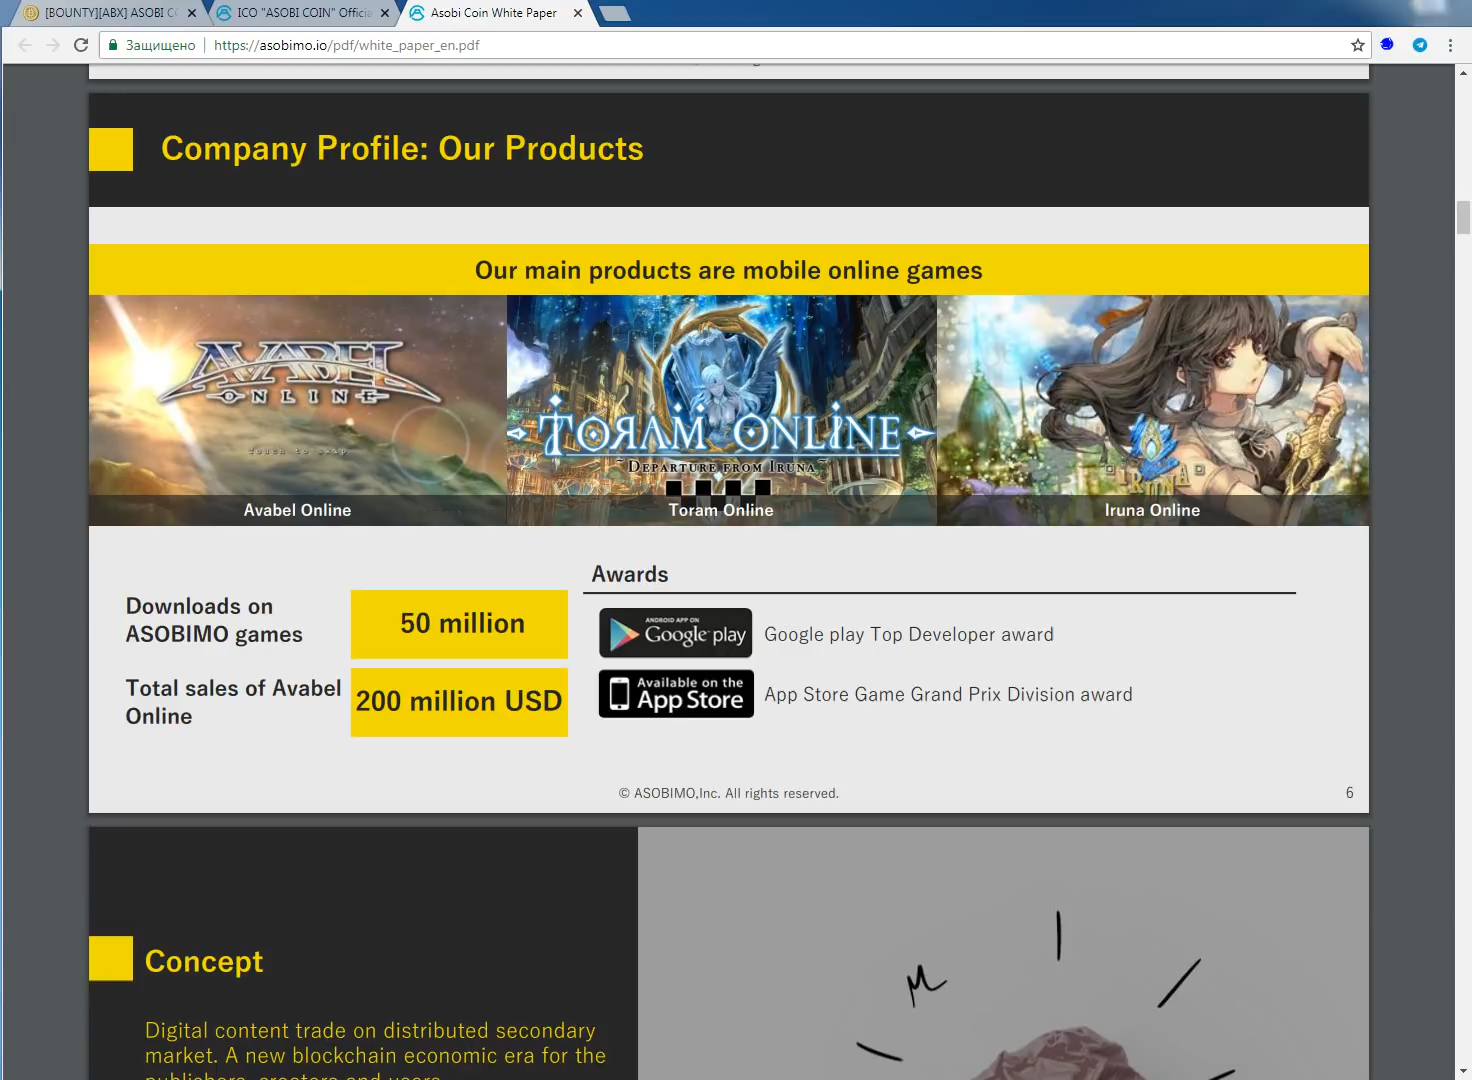 [BOUNTY][ABX] ASOBI C
ICO "ASOBI COIN" Officia
Asobi Coin White Paper
Защищено
https://asobimo.io/pdf/white_paper_en.pdf
Company Profile: Our Products
Our main products are mobile online games
AVABEL
ONLINE
Touch to skip
TORAM ONLINE
~DEPARTURE FROM IRUNA~
IRUNA
Avabel Online
Toram Online
Iruna Online
Awards
Downloads on
ASOBIMO games
50 million
ANDROID APP ON
Google play
Google play Top Developer award
Total sales of Avabel
Online
200 million USD
Available on the
App Store
App Store Game Grand Prix Division award
© ASOBIMO,Inc. All rights reserved.
6
Concept
Digital content trade on distributed secondary
market. A new blockchain economic era for the
publishers, creators and users